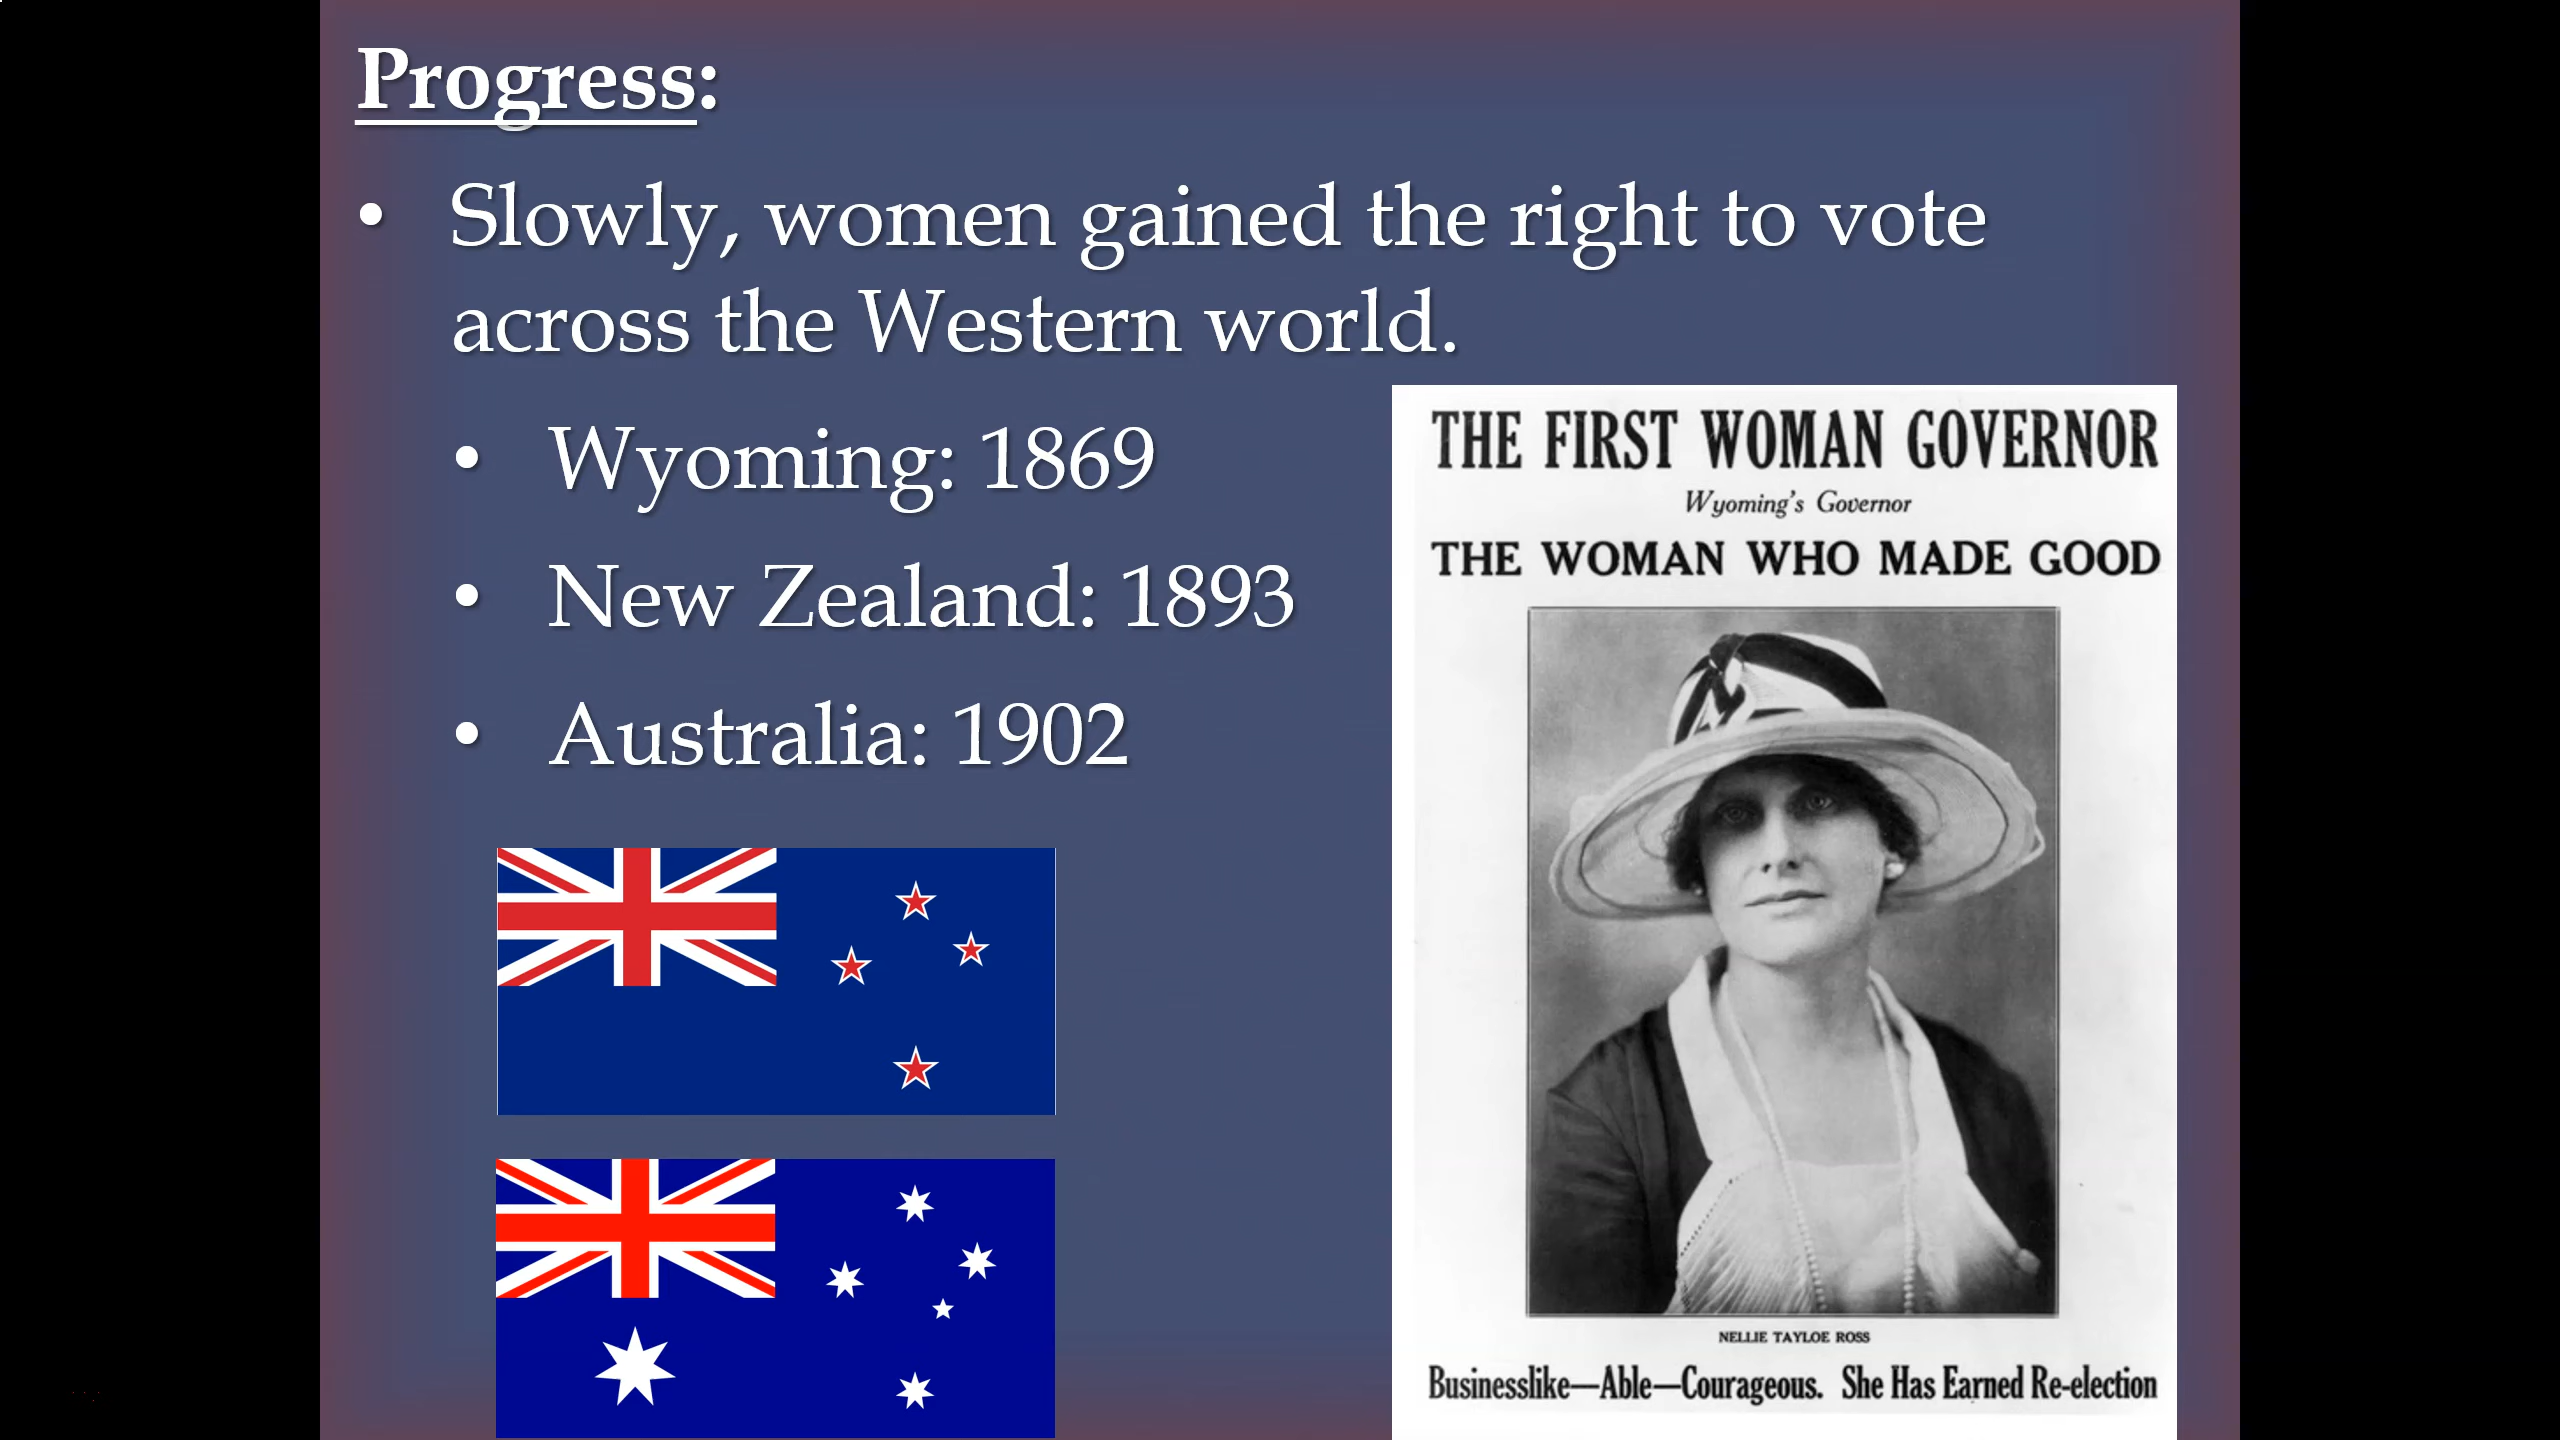 Progress:
• Slowly, women gained the right to vote
across the Western world.
• Wyoming: 1869
• New Zealand: 1893
• Australia: 1902
THE FIRST WOMAN GOVERNOR
Wyoming's Governor
THE WOMAN WHO MADE GOOD
NELLIE TAYLOE ROSS
Businesslike—Able—Courageous. She Has Earned Re-election